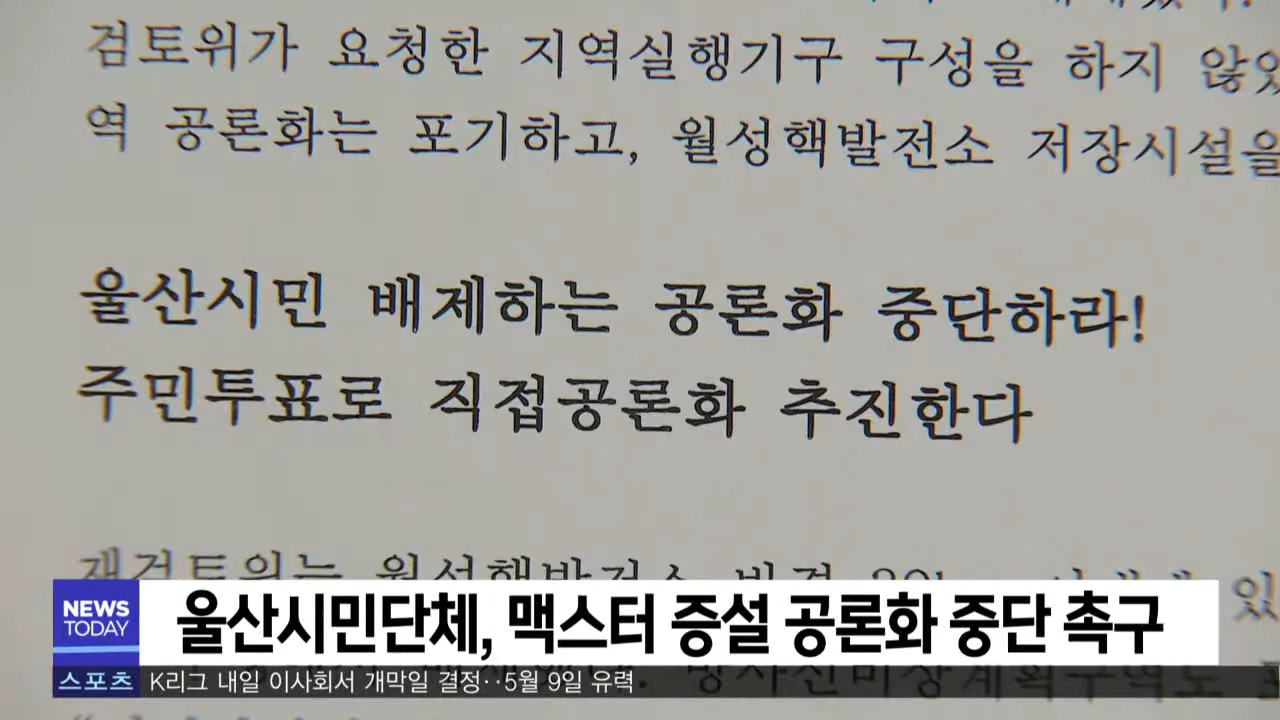 검토위가 요청한 지역실행기구 구성을 하지
역 공론화는 포기하고, 월성핵발전소 저장시설을
울산시민 배제하는 공론화 중단하라!
주민투표로 직접공론화 추진한다
NEWS
TODAY
울산시민단체, 맥스터 증설 공론화 중단 촉구
스포츠 K리그 내일 이사회서 개막일 결정··5월 9일 유력